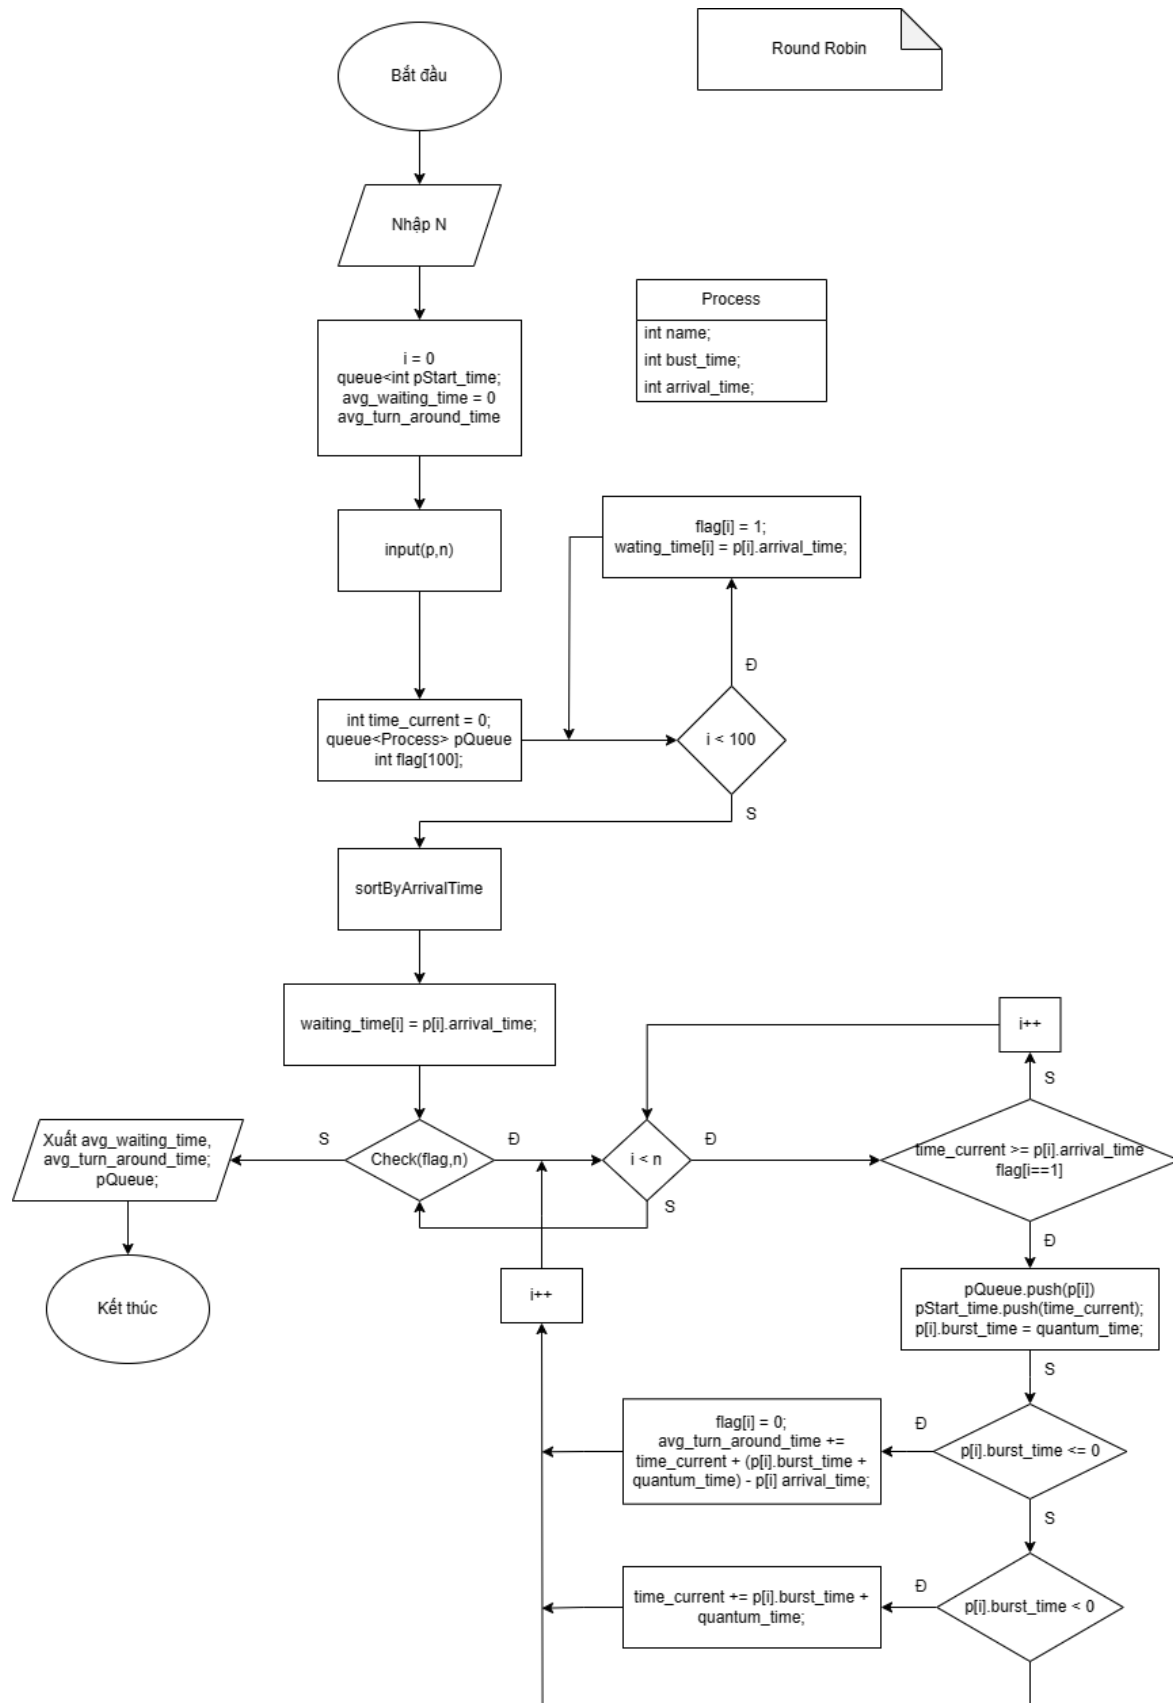 Bắt đầu
Round Robin
Nhập N
Process
int name;
int bust_time;
int arrival_time;
i = 0
queue<int pStart_time;
avg_waiting_time = 0
avg_turn_around_time
flag[i] = 1;
wating_time[i] = p[i].arrival_time;
input(p,n)
Đ
int time_current = 0;
queue<Process> pQueue
int flag[100];
i < 100
S
sortByArrivalTime
waiting_time[i] = p[i].arrival_time;
i++
S
Xuất avg_waiting_time,
avg_turn_around_time;
pQueue;
S
Check(flag,n)
Đ
i < n
Đ
time_current >= p[i].arrival_time
flag[i==1]
S
Đ
Kết thúc
i++
pQueue.push(p[i])
pStart_time.push(time_current);
p[i].burst_time = quantum_time;
S
flag[i] = 0;
avg_turn_around_time +=
time_current + (p[i].burst_time +
quantum_time) - p[i] arrival_time;
Đ
p[i].burst_time <= 0
S
time_current += p[i].burst_time +
quantum_time;
Đ
p[i].burst_time < 0